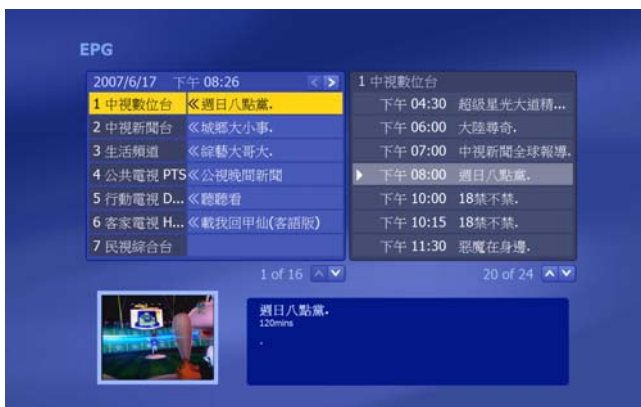 EPG
2007/6/17 下午 08:26
1 中視數位台 ≪週日八點黨.
2 中視新聞台 ≪城鄉大小事.
3 生活頻道 ≪綜藝大哥大.
4 公共電視 PTS ≪公視晚間新聞
5 行動電視 D... ≪聽聽看
6 客家電視 H... ≪載我回甲仙(客語版)
7 民視綜合台
1 of 16
1 中視數位台
下午 04:30 超級星光大道精...
下午 06:00 大陸尋奇.
下午 07:00 中視新聞全球報導.
下午 08:00 週日八點黨.
下午 10:00 18禁不禁.
下午 10:15 18禁不禁.
下午 11:30 惡魔在身邊.
20 of 24
週日八點黨.
120mins
.